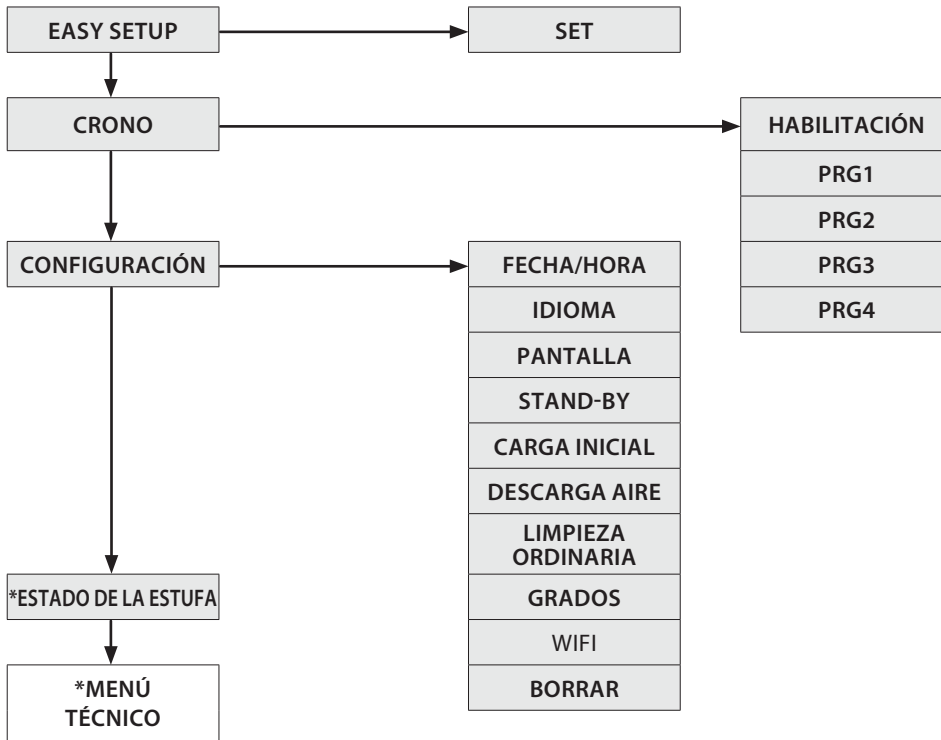 EASY SETUP
SET
CRONO
HABILITACIÓN
PRG1
PRG2
PRG3
PRG4
CONFIGURACIÓN
FECHA/HORA
IDIOMA
PANTALLA
STAND-BY
CARGA INICIAL
DESCARGA AIRE
LIMPIEZA
ORDINARIA
GRADOS
WIFI
BORRAR
*ESTADO DE LA ESTUFA
*MENÚ
TÉCNICO